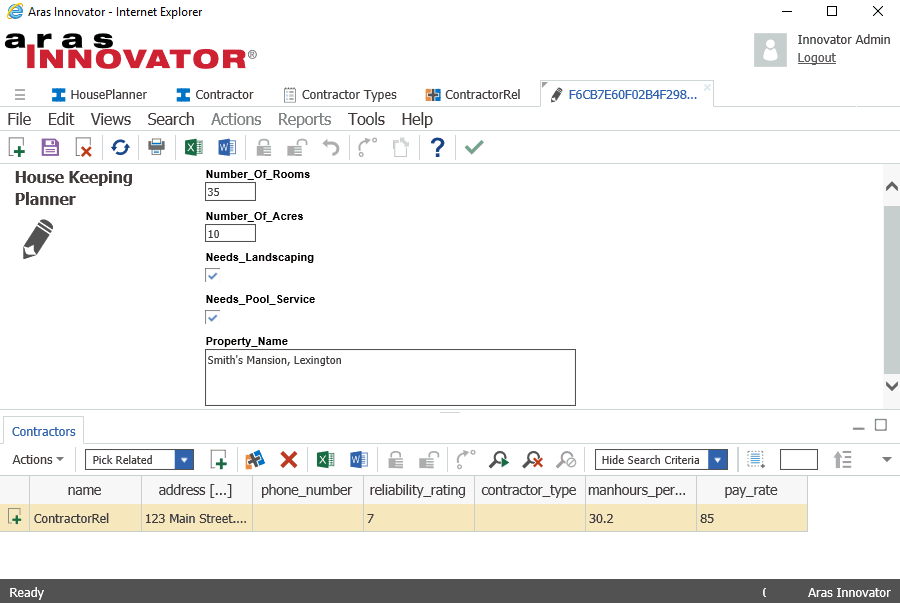 Aras Innovator - Internet Explorer
aras
INNOVATOR®
Innovator Admin
Logout
HousePlanner
Contractor
Contractor Types
ContractorRel
F6CB7E60F02B4F298...
File Edit Views Search Actions Reports Tools Help
House Keeping
Planner
Number_Of_Rooms
35
Number_Of_Acres
10
Needs_Landscaping
Needs_Pool_Service
Property_Name
Smith's Mansion, Lexington
Contractors
Actions
Pick Related
Hide Search Criteria
name address [...] phone_number reliability_rating contractor_type manhours_per... pay_rate
ContractorRel 123 Main Street.... 7 30.2 85
Ready
(
Aras Innovator